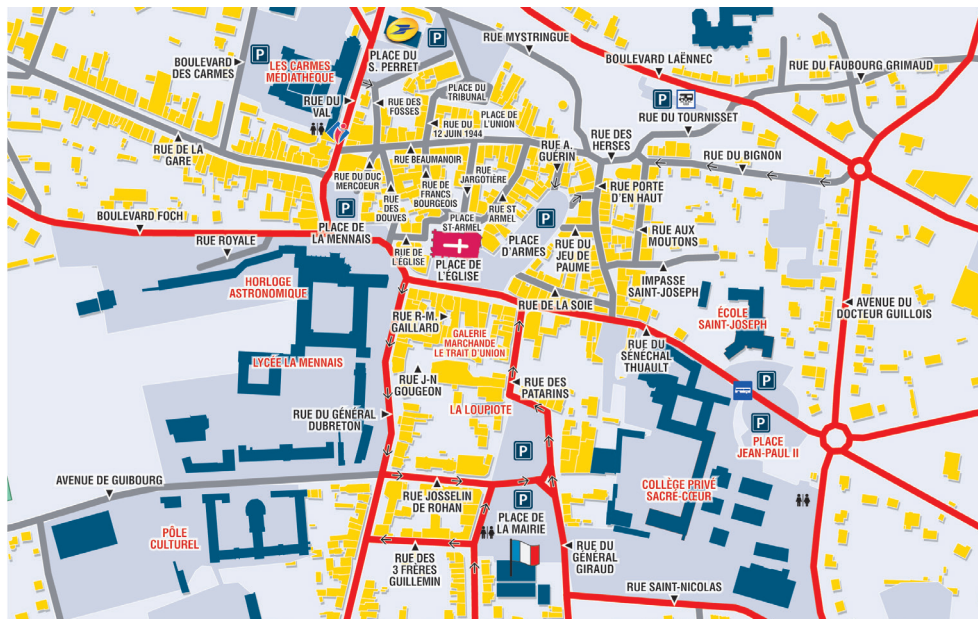 P
P
PLACE DU
S. PERRET
RUE MYSTRINGUE
BOULEVARD LAËNNEC
RUE DU FAUBOURG GRIMAUD
BOULEVARD
DES CARMES
LES CARMES
MÉDIATHÈQUE
RUE DU
VAL
RUE DES
FOSSES
PLACE DU
TRIBUNAL
RUE DU
12 JUIN 1944
PLACE DE
L'UNION
P
RUE DU TOURNISSET
RUE DE LA
GARE
i
RUE BEAUMANOIR
RUE A.
GUÉRIN
RUE DES
HERSES
RUE DU BIGNON
RUE DU DUC
MERCOEUR
RUE
DES
DOUVES
RUE DE
FRANCS
BOURGEOIS
RUE
JARGOTIÈRE
RUE ST
ARMEL
RUE PORTE
D'EN HAUT
BOULEVARD FOCH
P
PLACE DE
LA MENNAIS
PLACE
ST-ARMEL
P
PLACE
D'ARMES
RUE AUX
MOUTONS
RUE ROYALE
RUE DE
L'ÉGLISE
PLACE DE
L'ÉGLISE
RUE DU
JEU DE
PAUME
IMPASSE
SAINT-JOSEPH
HORLOGE
ASTRONOMIQUE
RUE DE LA SOIE
AVENUE DU
DOCTEUR GUILLOIS
RUE R-M.
GAILLARD
GALERIE
MARCHANDE
LE TRAIT D'UNION
ÉCOLE
SAINT-JOSEPH
RUE DU
SÉNÉCHAL
THUAULT
LYCÉE LA MENNAIS
RUE J-N
GOUGEON
RUE DES
PATARINS
P
LA LOUPIOTE
RUE DU GÉNÉRAL
DUBRETON
P
P
PLACE
JEAN-PAUL II
AVENUE DE GUIBOURG
RUE JOSSELIN
DE ROHAN
P
PLACE DE
LA MAIRIE
COLLÈGE PRIVÉ
SACRÉ-CŒUR
PÔLE
CULTUREL
RUE DES
3 FRÈRES
GUILLEMIN
RUE DU
GÉNÉRAL
GIRAUD
RUE SAINT-NICOLAS